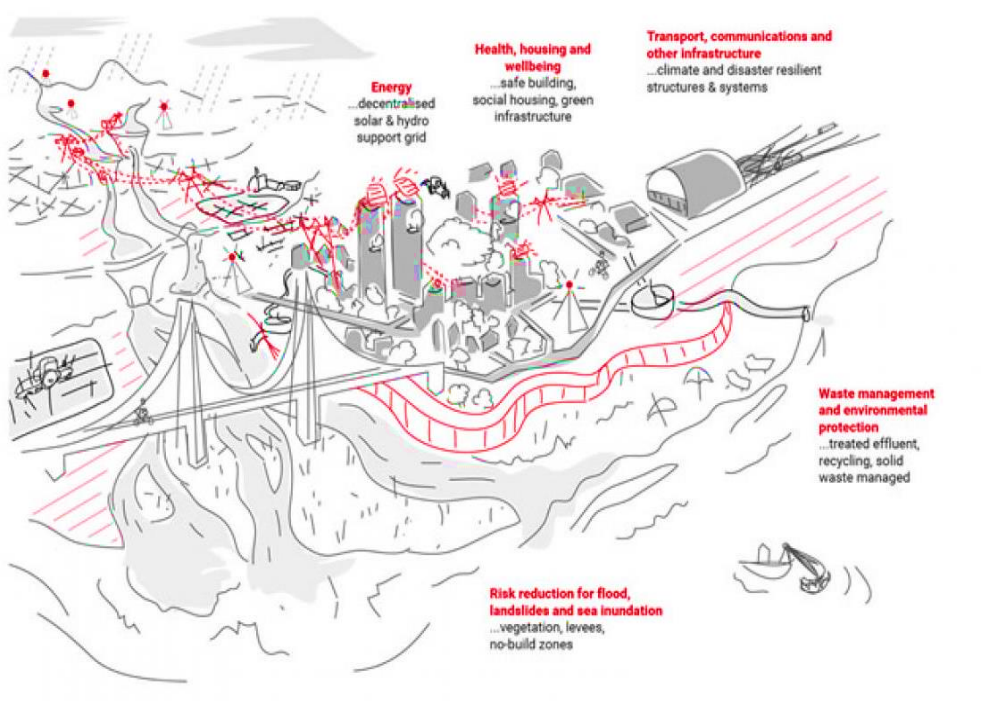 Transport, communications and
other infrastructure
...climate and disaster resilient
structures & systems
Health, housing and
wellbeing
...safe building,
social housing, green
infrastructure
Energy
...decentralised
solar & hydro
support grid
Waste management
and environmental
protection
...treated effluent,
recycling, solid
waste managed
Risk reduction for flood,
landslides and sea inundation
...vegetation, levees,
no-build zones